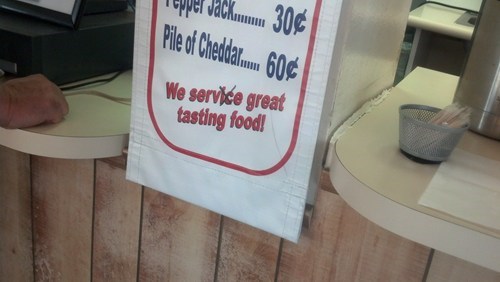 Pepper Jack......... 30¢
Pile of Cheddar...... 60¢
We service great
tasting food!